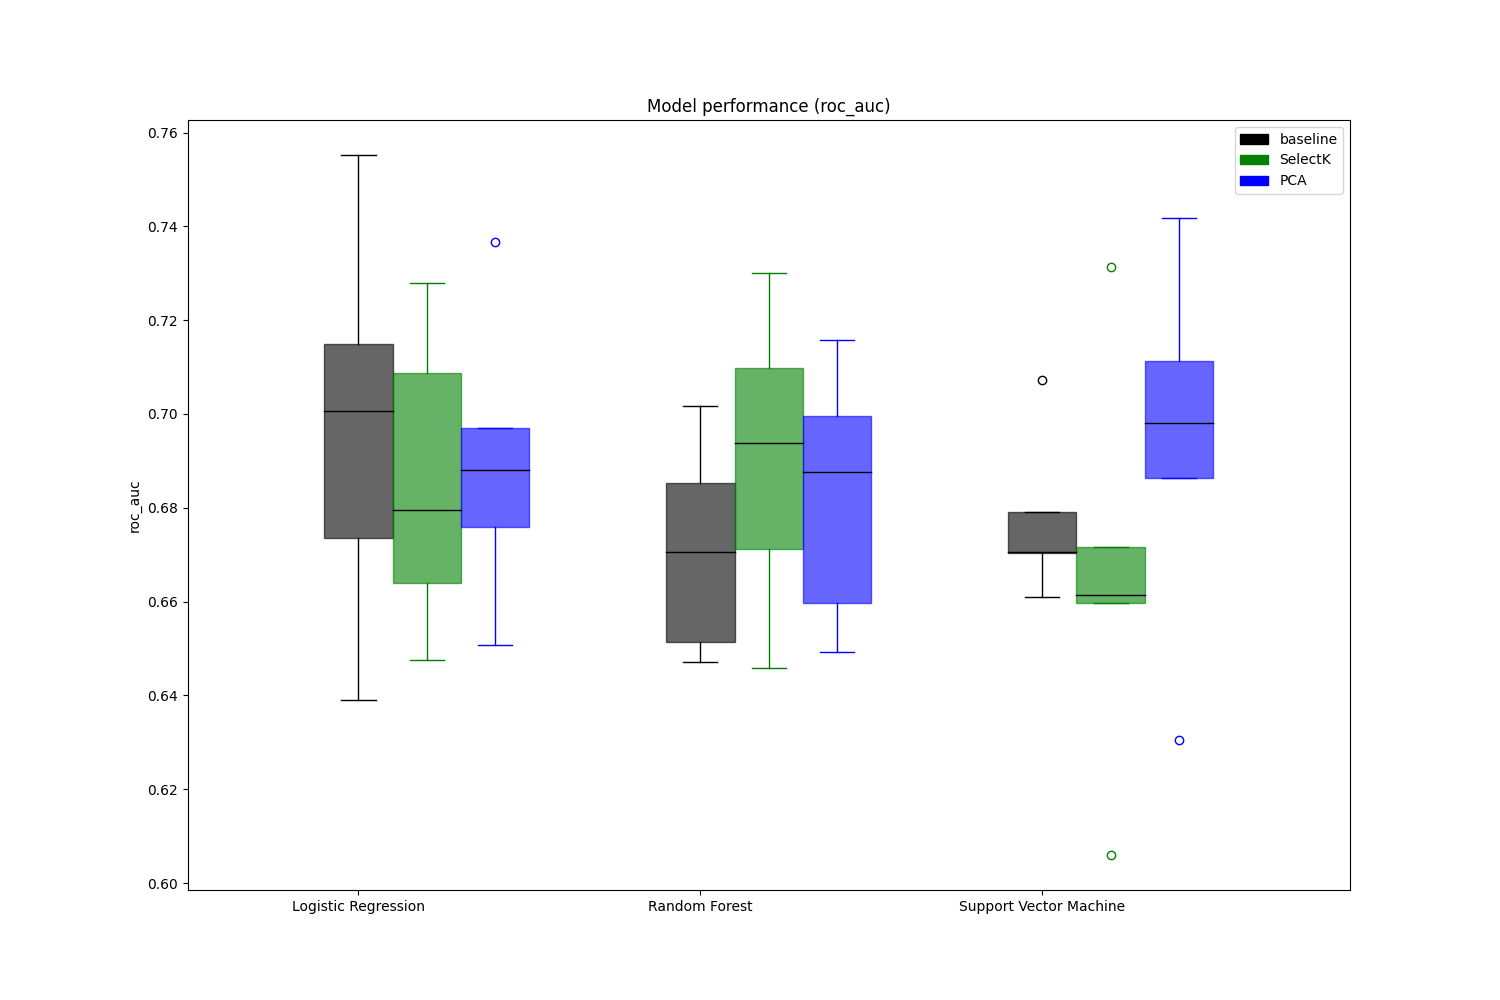 Model performance (roc_auc)
baseline
SelectK
PCA
roc_auc
0.76
0.74
0.72
0.70
0.68
0.66
0.64
0.62
0.60
Logistic Regression
Random Forest
Support Vector Machine